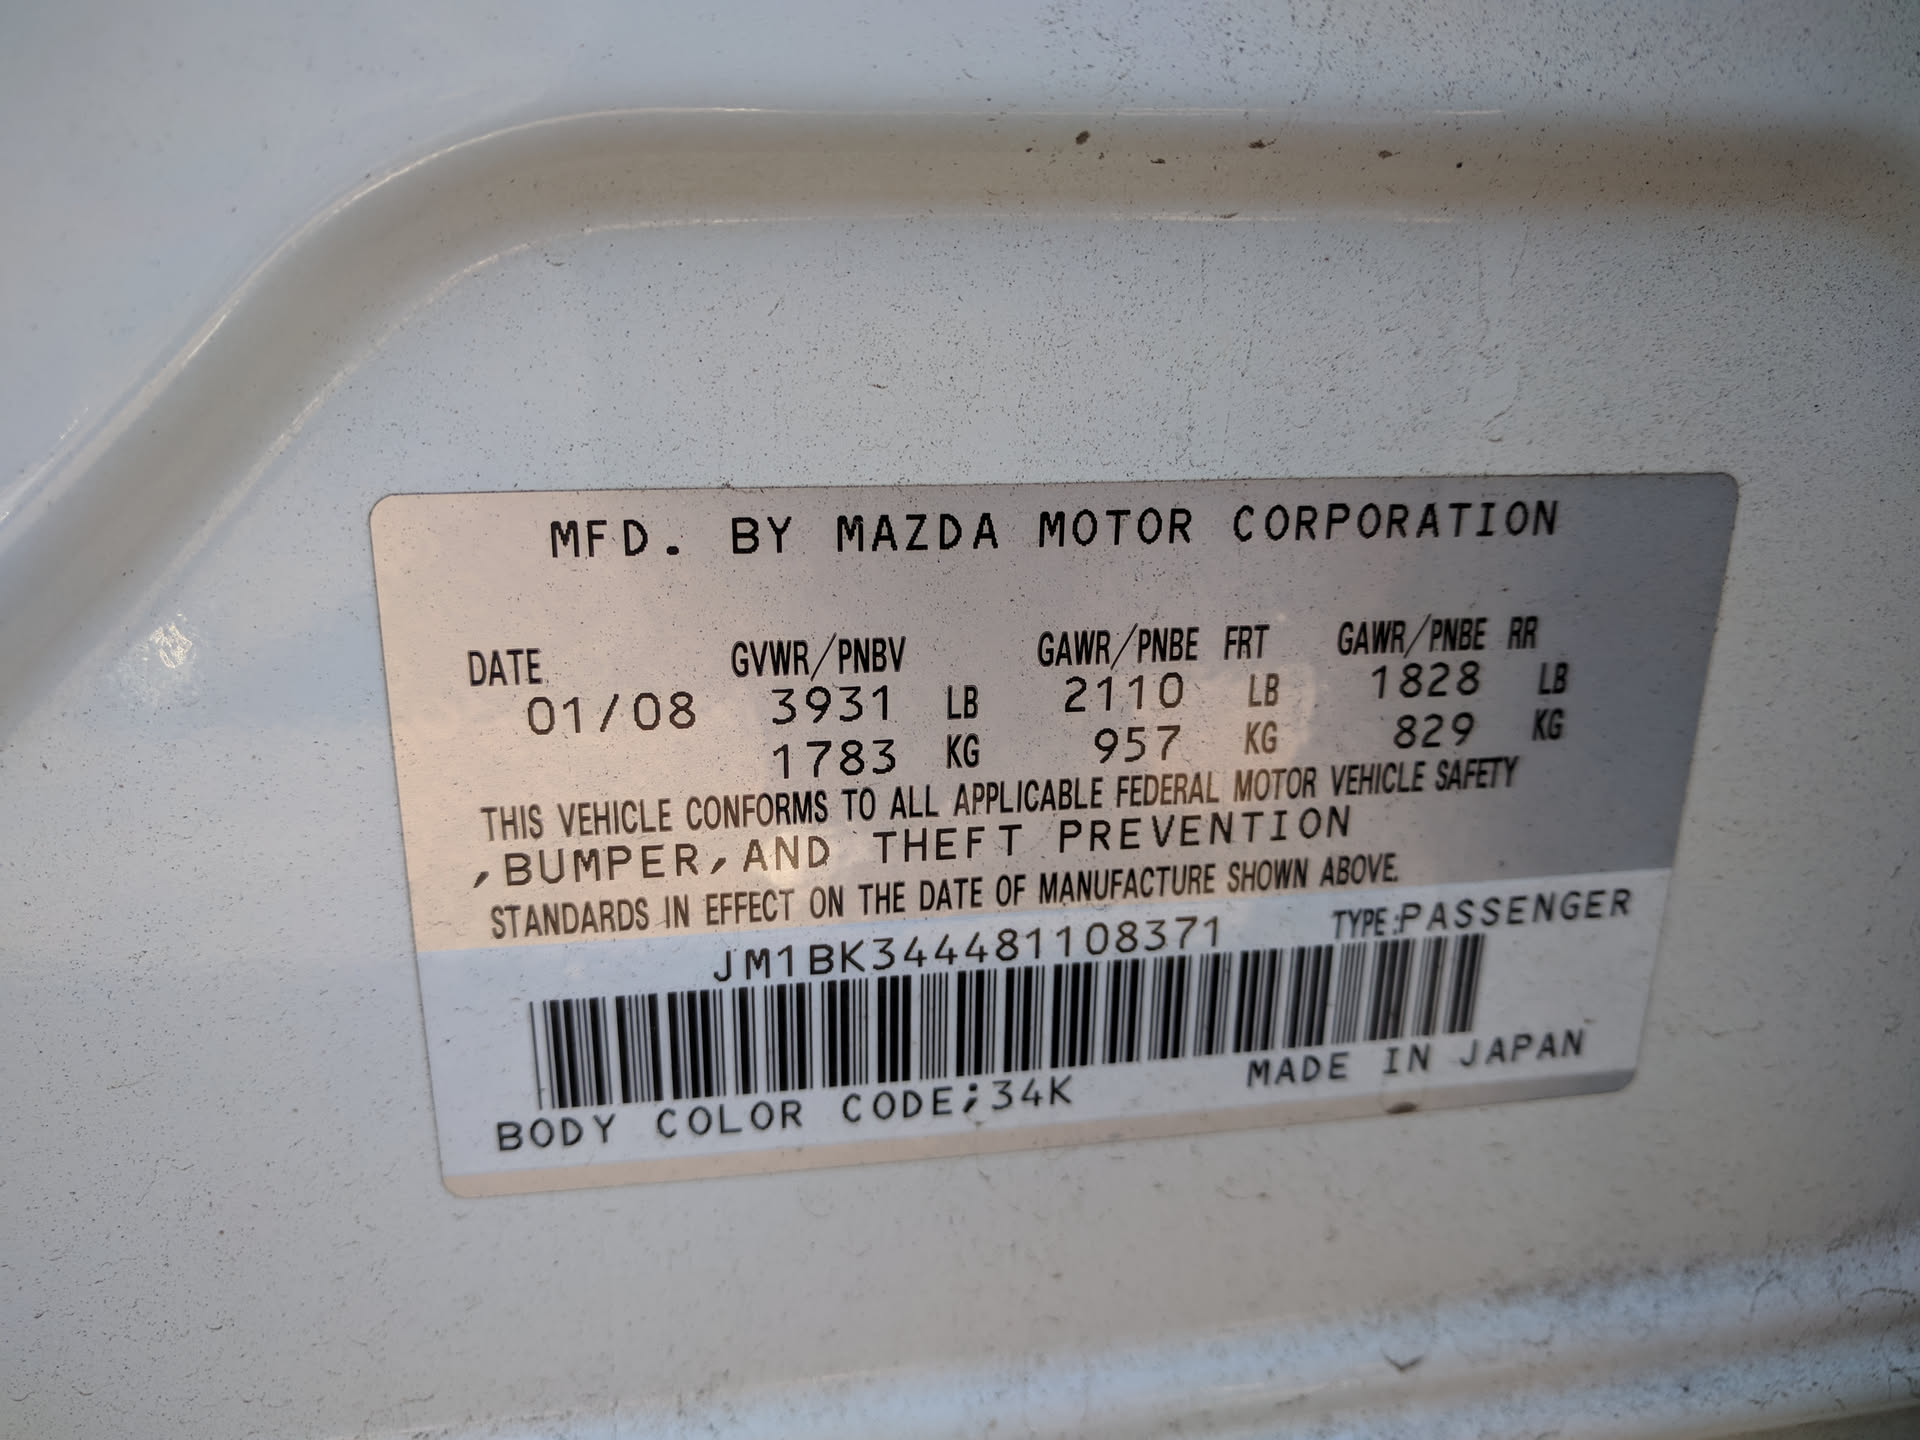 MFD. BY MAZDA MOTOR CORPORATION
DATE GVWR/PNBV GAWR/PNBE FRT GAWR/PNBE RR
01/08 3931 LB 2110 LB 1828 LB
1783 KG 957 KG 829 KG
THIS VEHICLE CONFORMS TO ALL APPLICABLE FEDERAL MOTOR VEHICLE SAFETY
,BUMPER,AND THEFT PREVENTION
STANDARDS IN EFFECT ON THE DATE OF MANUFACTURE SHOWN ABOVE.
JM1BK344481108371 TYPE:PASSENGER
BODY COLOR CODE;34K MADE IN JAPAN